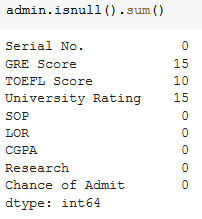 admin.isnull().sum()
Serial No. 0
GRE Score 15
TOEFL Score 10
University Rating 15
SOP 0
LOR 0
CGPA 0
Research 0
Chance of Admit 0
dtype: int64